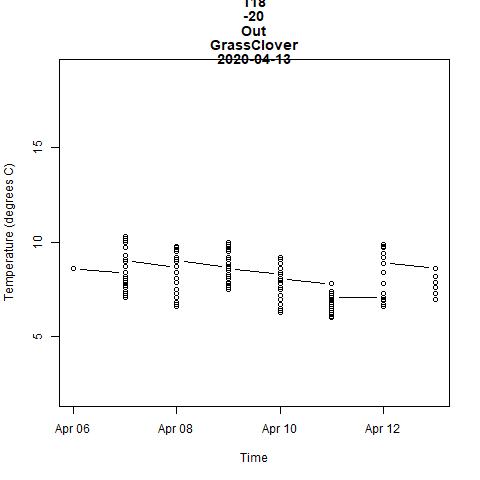 118
-20
Out
GrassClover
2020-04-13
Temperature (degrees C)
15
10
5
Apr 06
Apr 08
Apr 10
Apr 12
Time